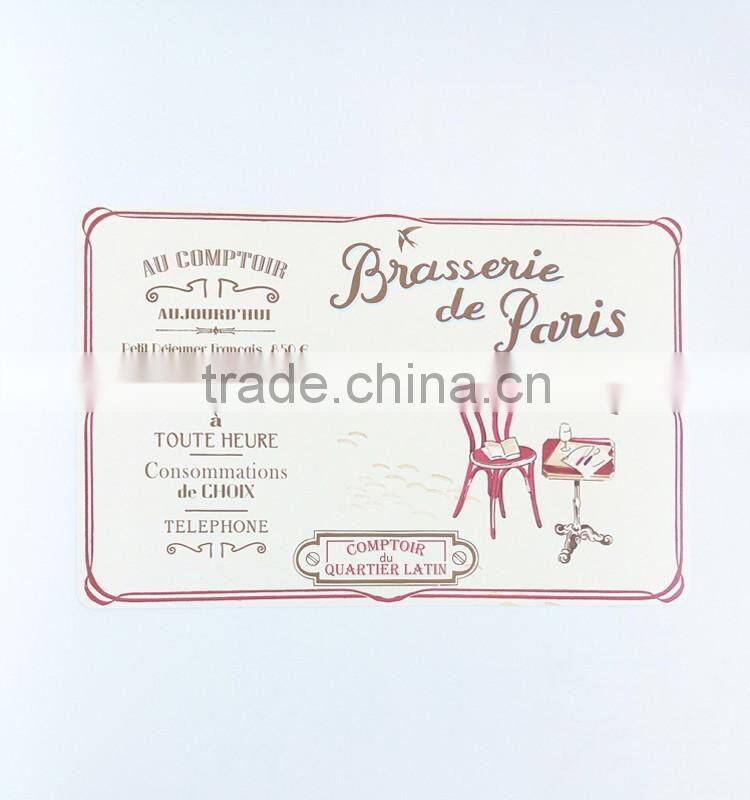 AU COMPTOIR
AUJOURD'HUI
Petit Déjeuner Français 8,50 €
à
TOUTE HEURE
Consommations
de CHOIX
TELEPHONE
Brasserie
de Paris
COMPTOIR
du
QUARTIER LATIN
trade.china.cn